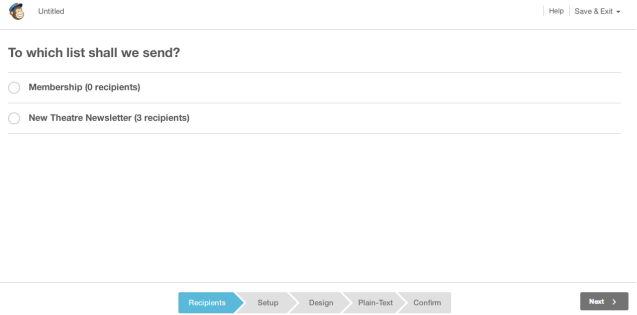 Untitled
Help
Save & Exit
To which list shall we send?
Membership (0 recipients)
New Theatre Newsletter (3 recipients)
Recipients
Setup
Design
Plain-Text
Confirm
Next